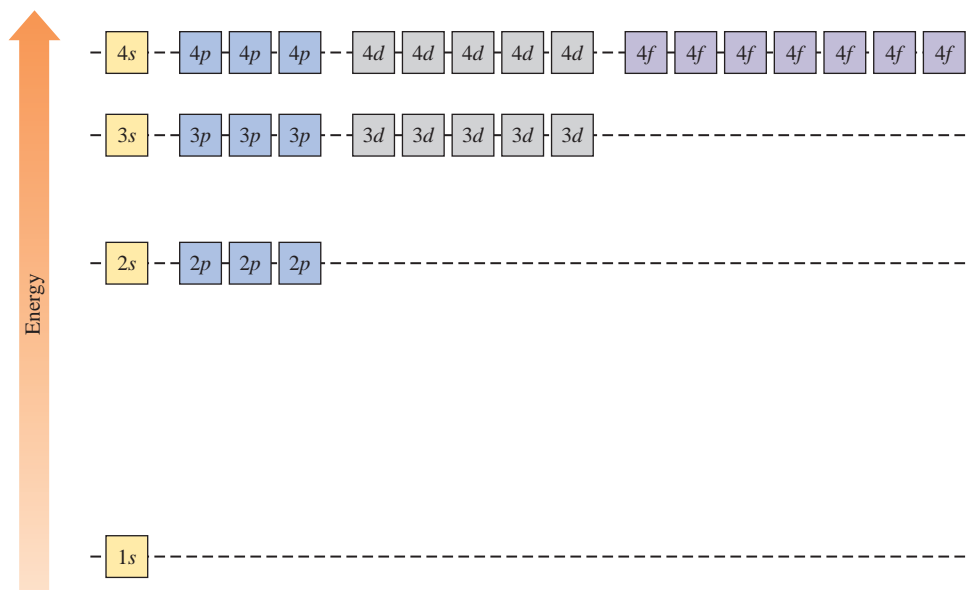 4s 4p 4p 4p 4d 4d 4d 4d 4d 4f 4f 4f 4f 4f 4f 4f
3s 3p 3p 3p 3d 3d 3d 3d 3d
2s 2p 2p 2p
Energy
1s